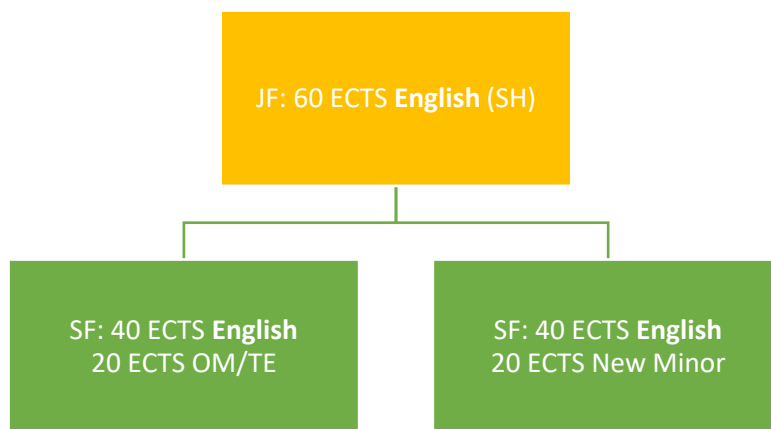 JF: 60 ECTS English (SH)
SF: 40 ECTS English
20 ECTS OM/TE
SF: 40 ECTS English
20 ECTS New Minor